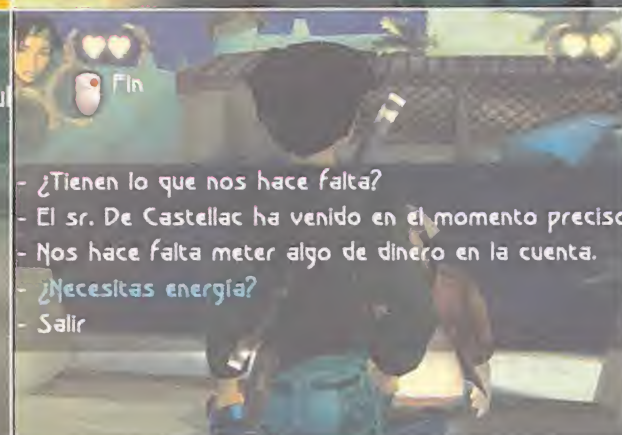 Fin
- ¿Tienen lo que nos hace falta?
- El sr. De Castellac ha venido en el momento preciso
- Nos hace falta meter algo de dinero en la cuenta.
- ¿Necesitas energía?
- Salir